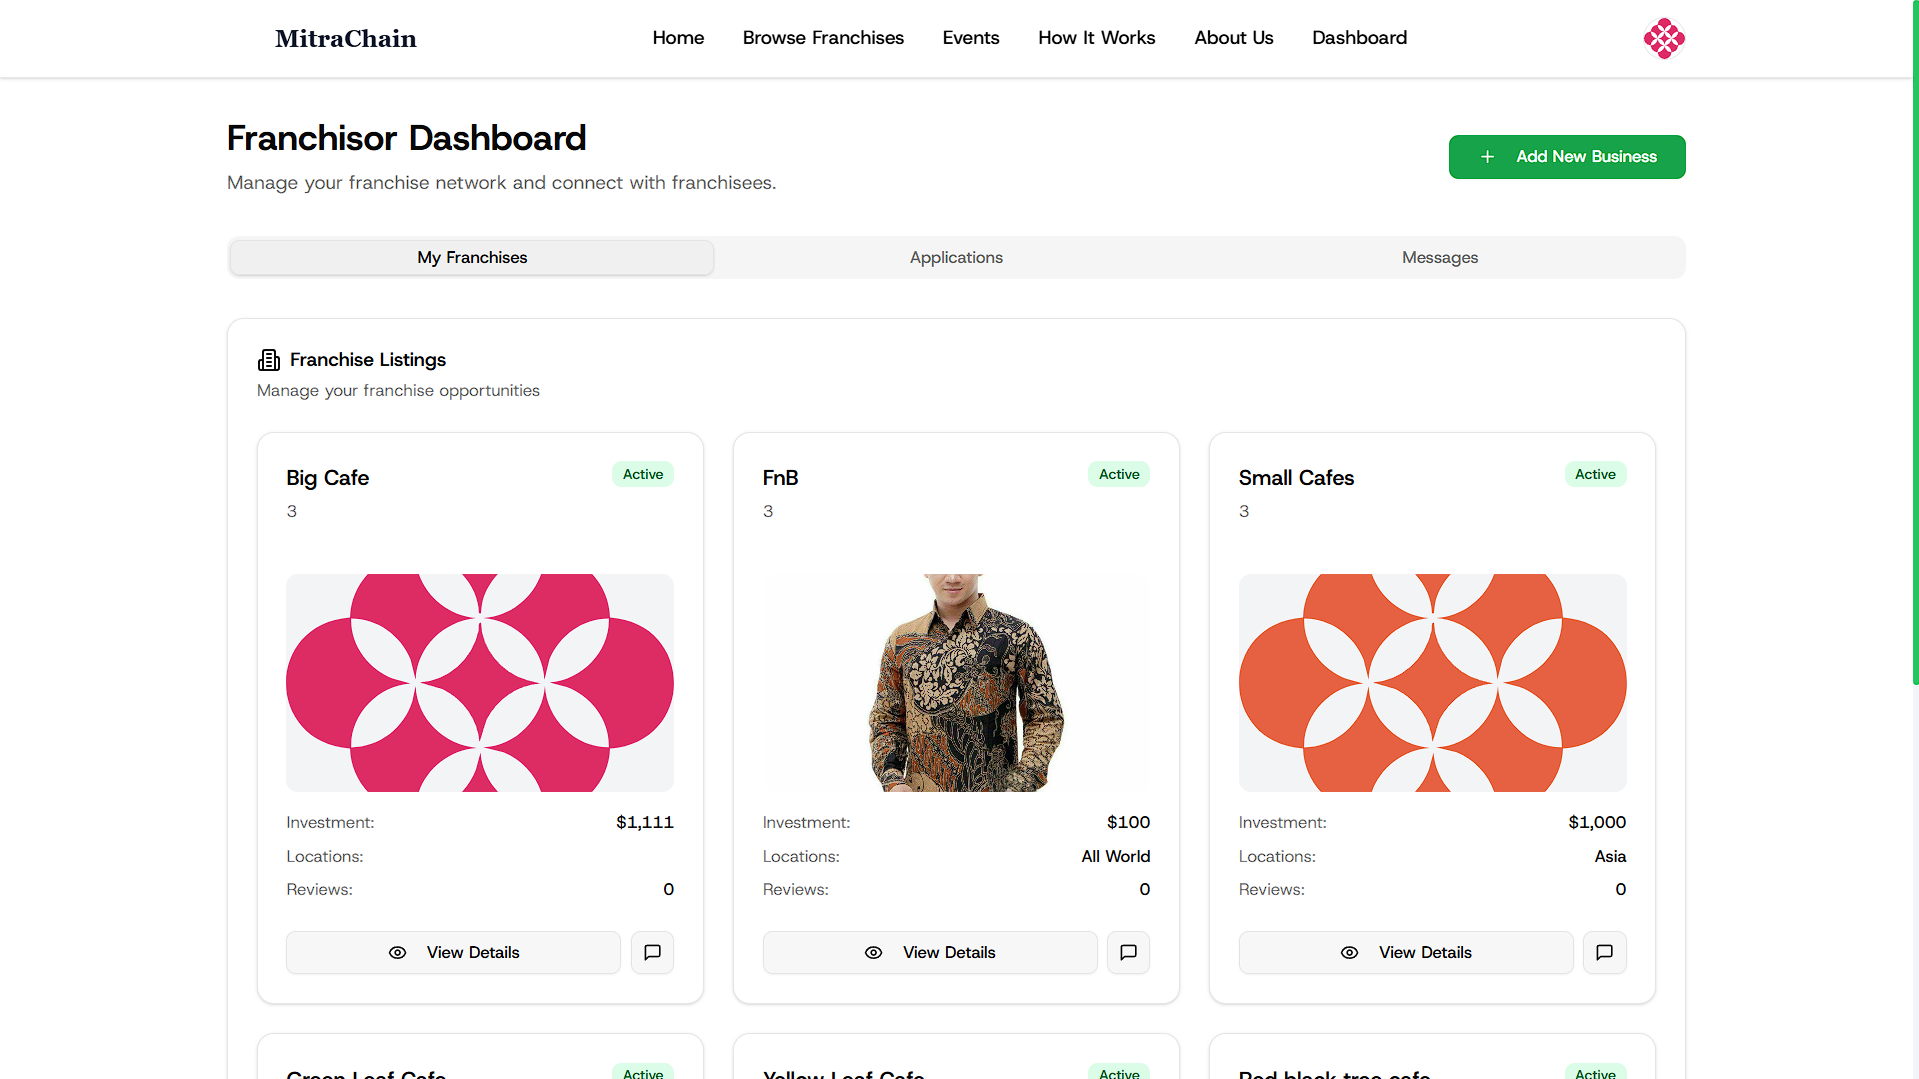 MitraChain
Home
Browse Franchises
Events
How It Works
About Us
Dashboard
Franchisor Dashboard
Manage your franchise network and connect with franchisees.
+ Add New Business
My Franchises
Applications
Messages
Franchise Listings
Manage your franchise opportunities
Big Cafe
Active
3
Investment: $1,111
Locations:
Reviews: 0
View Details
FnB
Active
3
Investment: $100
Locations: All World
Reviews: 0
View Details
Small Cafes
Active
3
Investment: $1,000
Locations: Asia
Reviews: 0
View Details
Green Leaf Cafe
Active
Yellow Leaf Cafe
Active
Red black tree cafe
Active